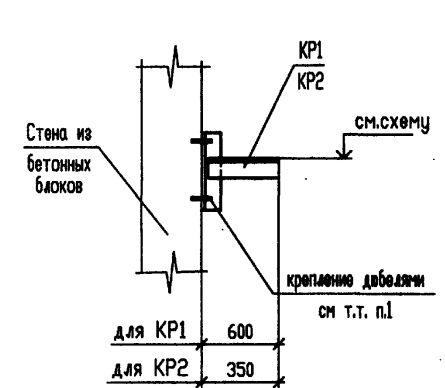 КР1
КР2
см.схему
Стена из
бетонных
блоков
крепление дюбелями
см т.т. п.1
для КР1 600
для КР2 350